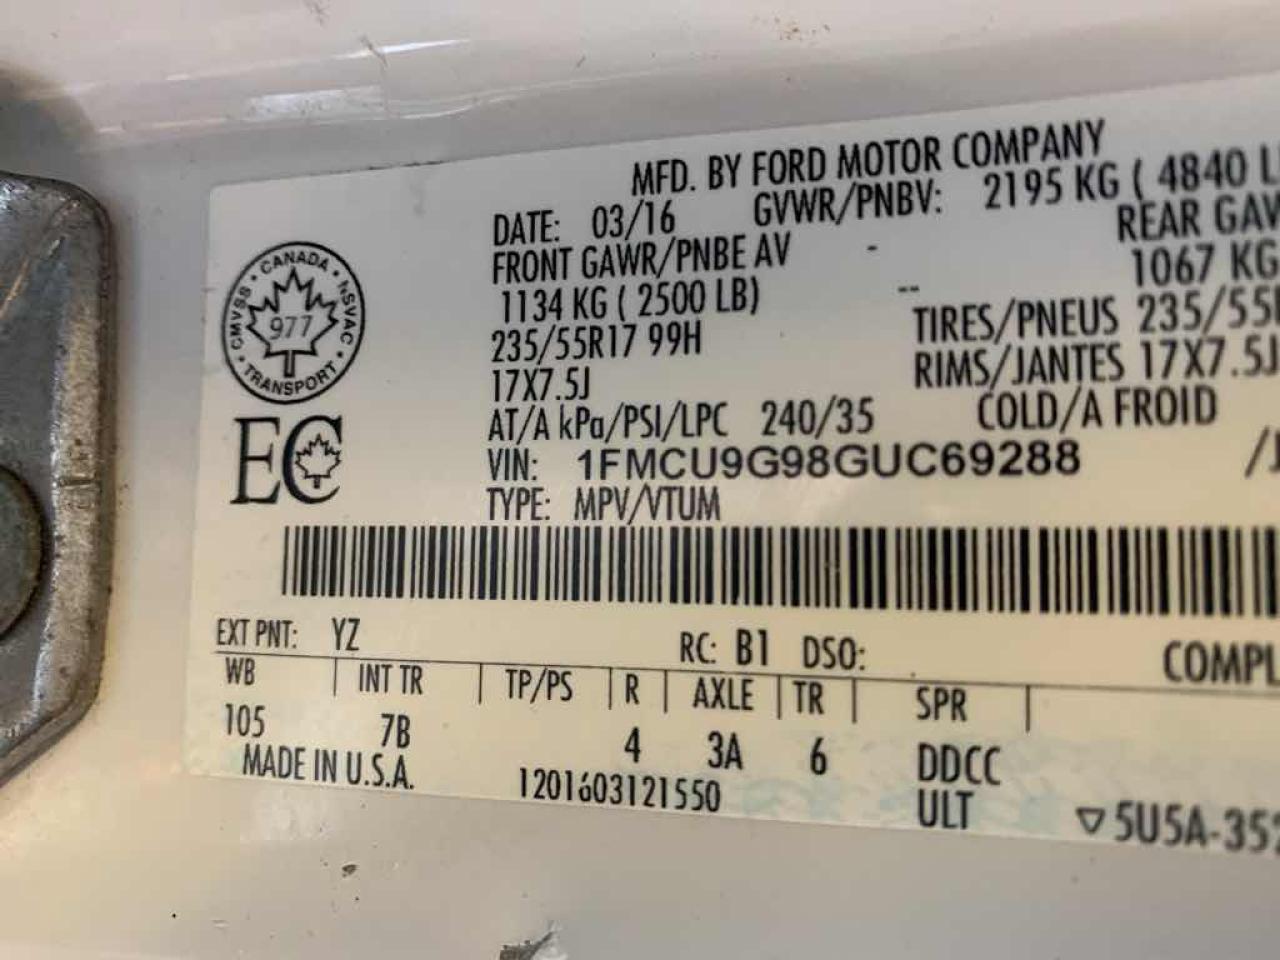 MFD. BY FORD MOTOR COMPANY
DATE: 03/16 GVWR/PNBV: 2195 KG ( 4840 L
FRONT GAWR/PNBE AV - REAR GAW
1134 KG ( 2500 LB) -- 1067 KG
235/55R17 99H TIRES/PNEUS 235/55R
17X7.5J RIMS/JANTES 17X7.5J
AT/A kPa/PSI/LPC 240/35 COLD/A FROID
VIN: 1FMCU9G98GUC69288
TYPE: MPV/VTUM
CANADA
CMVSS NSVAC
977
TRANSPORT
EC
EXT PNT: YZ RC: B1 DSO: COMPL
WB INT TR TP/PS R AXLE TR SPR
105 7B 4 3A 6 DDCC
MADE IN U.S.A. 1201603121550 ULT ▽5U5A-352